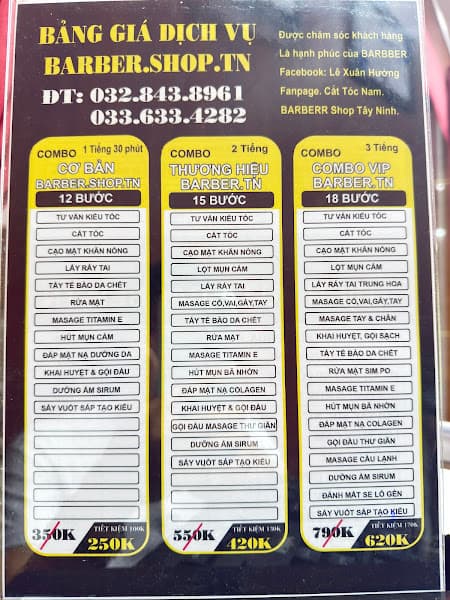 BẢNG GIÁ DỊCH VỤ
BARBER.SHOP.TN
ĐT: 032.843.8961
033.633.4282
Được chăm sóc khách hàng
Là hạnh phúc của BARBBER
Facebook: Lê Xuân Hường
Fanpage. Cắt Tóc Nam.
BARBERR Shop Tây Ninh.
COMBO 1 Tiếng 30 phút
CƠ BẢN
BARBER.SHOP.TN
12 BƯỚC
TƯ VẤN KIỂU TÓC
CẮT TÓC
CẠO MẶT KHĂN NÓNG
LẤY RÁY TAI
TẨY TẾ BÀO DA CHẾT
RỬA MẶT
MASAGE TITAMIN E
HÚT MỤN CÁM
ĐẮP MẶT NẠ DƯỠNG DA
KHAI HUYỆT & GỘI ĐẦU
DƯỠNG ẨM SIRUM
SẤY VUỐT SÁP TẠO KIỂU
350K
TIẾT KIỆM 100K
250K
COMBO 2 Tiếng
THƯƠNG HIỆU
BARBER.TN
15 BƯỚC
TƯ VẤN KIỂU TÓC
CẮT TÓC
CẠO MẶT KHĂN NÓNG
LỌT MỤN CÁM
LẤY RÁY TAI
MASAGE CỔ,VAI,GÁY,TAY
TẨY TẾ BÀO DA CHẾT
RỬA MẶT
MASAGE TITAMIN E
HÚT MỤN BÃ NHỜN
ĐẮP MẶT NẠ COLAGEN
KHAI HUYỆT & GỘI ĐẦU
GỘI ĐẦU MASAGE THƯ GIÃN
DƯỠNG ẨM SIRUM
SẤY VUỐT SÁP TẠO KIỂU
550K
TIẾT KIỆM 130K
420K
COMBO 3 Tiếng
COMBO VIP
BARBER.TN
18 BƯỚC
TƯ VẤN KIỂU TÓC
CẮT TÓC
CẠO MẶT KHĂN NÓNG
LỌT MỤN CÁM
LẤY RÁY TAI TRUNG HOA
MASAGE CỔ,VAI,GÁY,TAY
MASAGE TAY & CHÂN
KHAI HUYỆT, GỘI SẠCH
TẨY TẾ BÀO DA CHẾT
RỬA MẶT SIM PO
MASAGE TITAMIN E
HÚT MỤN BÃ NHỜN
ĐẮP MẶT NẠ COLAGEN
GỘI ĐẦU THƯ GIÃN
MASAGE CẦU LẠNH
DƯỠNG ẨM SIRUM
ĐÁNH MẮT SE LÔ GÉN
SẤY VUỐT SÁP TẠO KIỂU
790K
TIẾT KIỆM 170K
620K